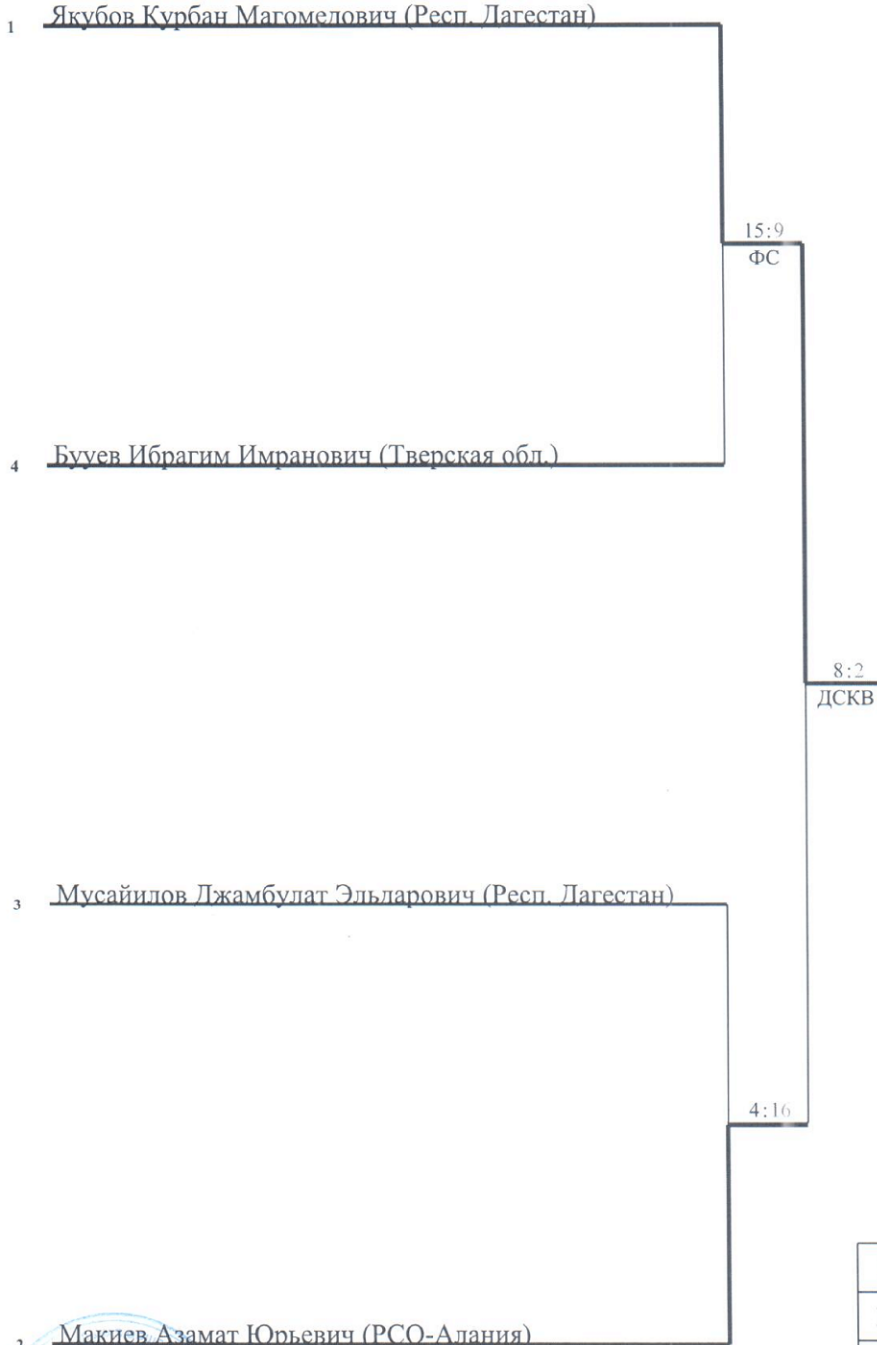 1 Якубов Курбан Магомедович (Респ. Дагестан)
15:9
ФС
4 Бууев Ибрагим Имранович (Тверская обл.)
8:2
ДСКВ
3 Мусайилов Джамбулат Эльдарович (Респ. Дагестан)
4:16
2 Макиев Азамат Юрьевич (РСО-Алания)